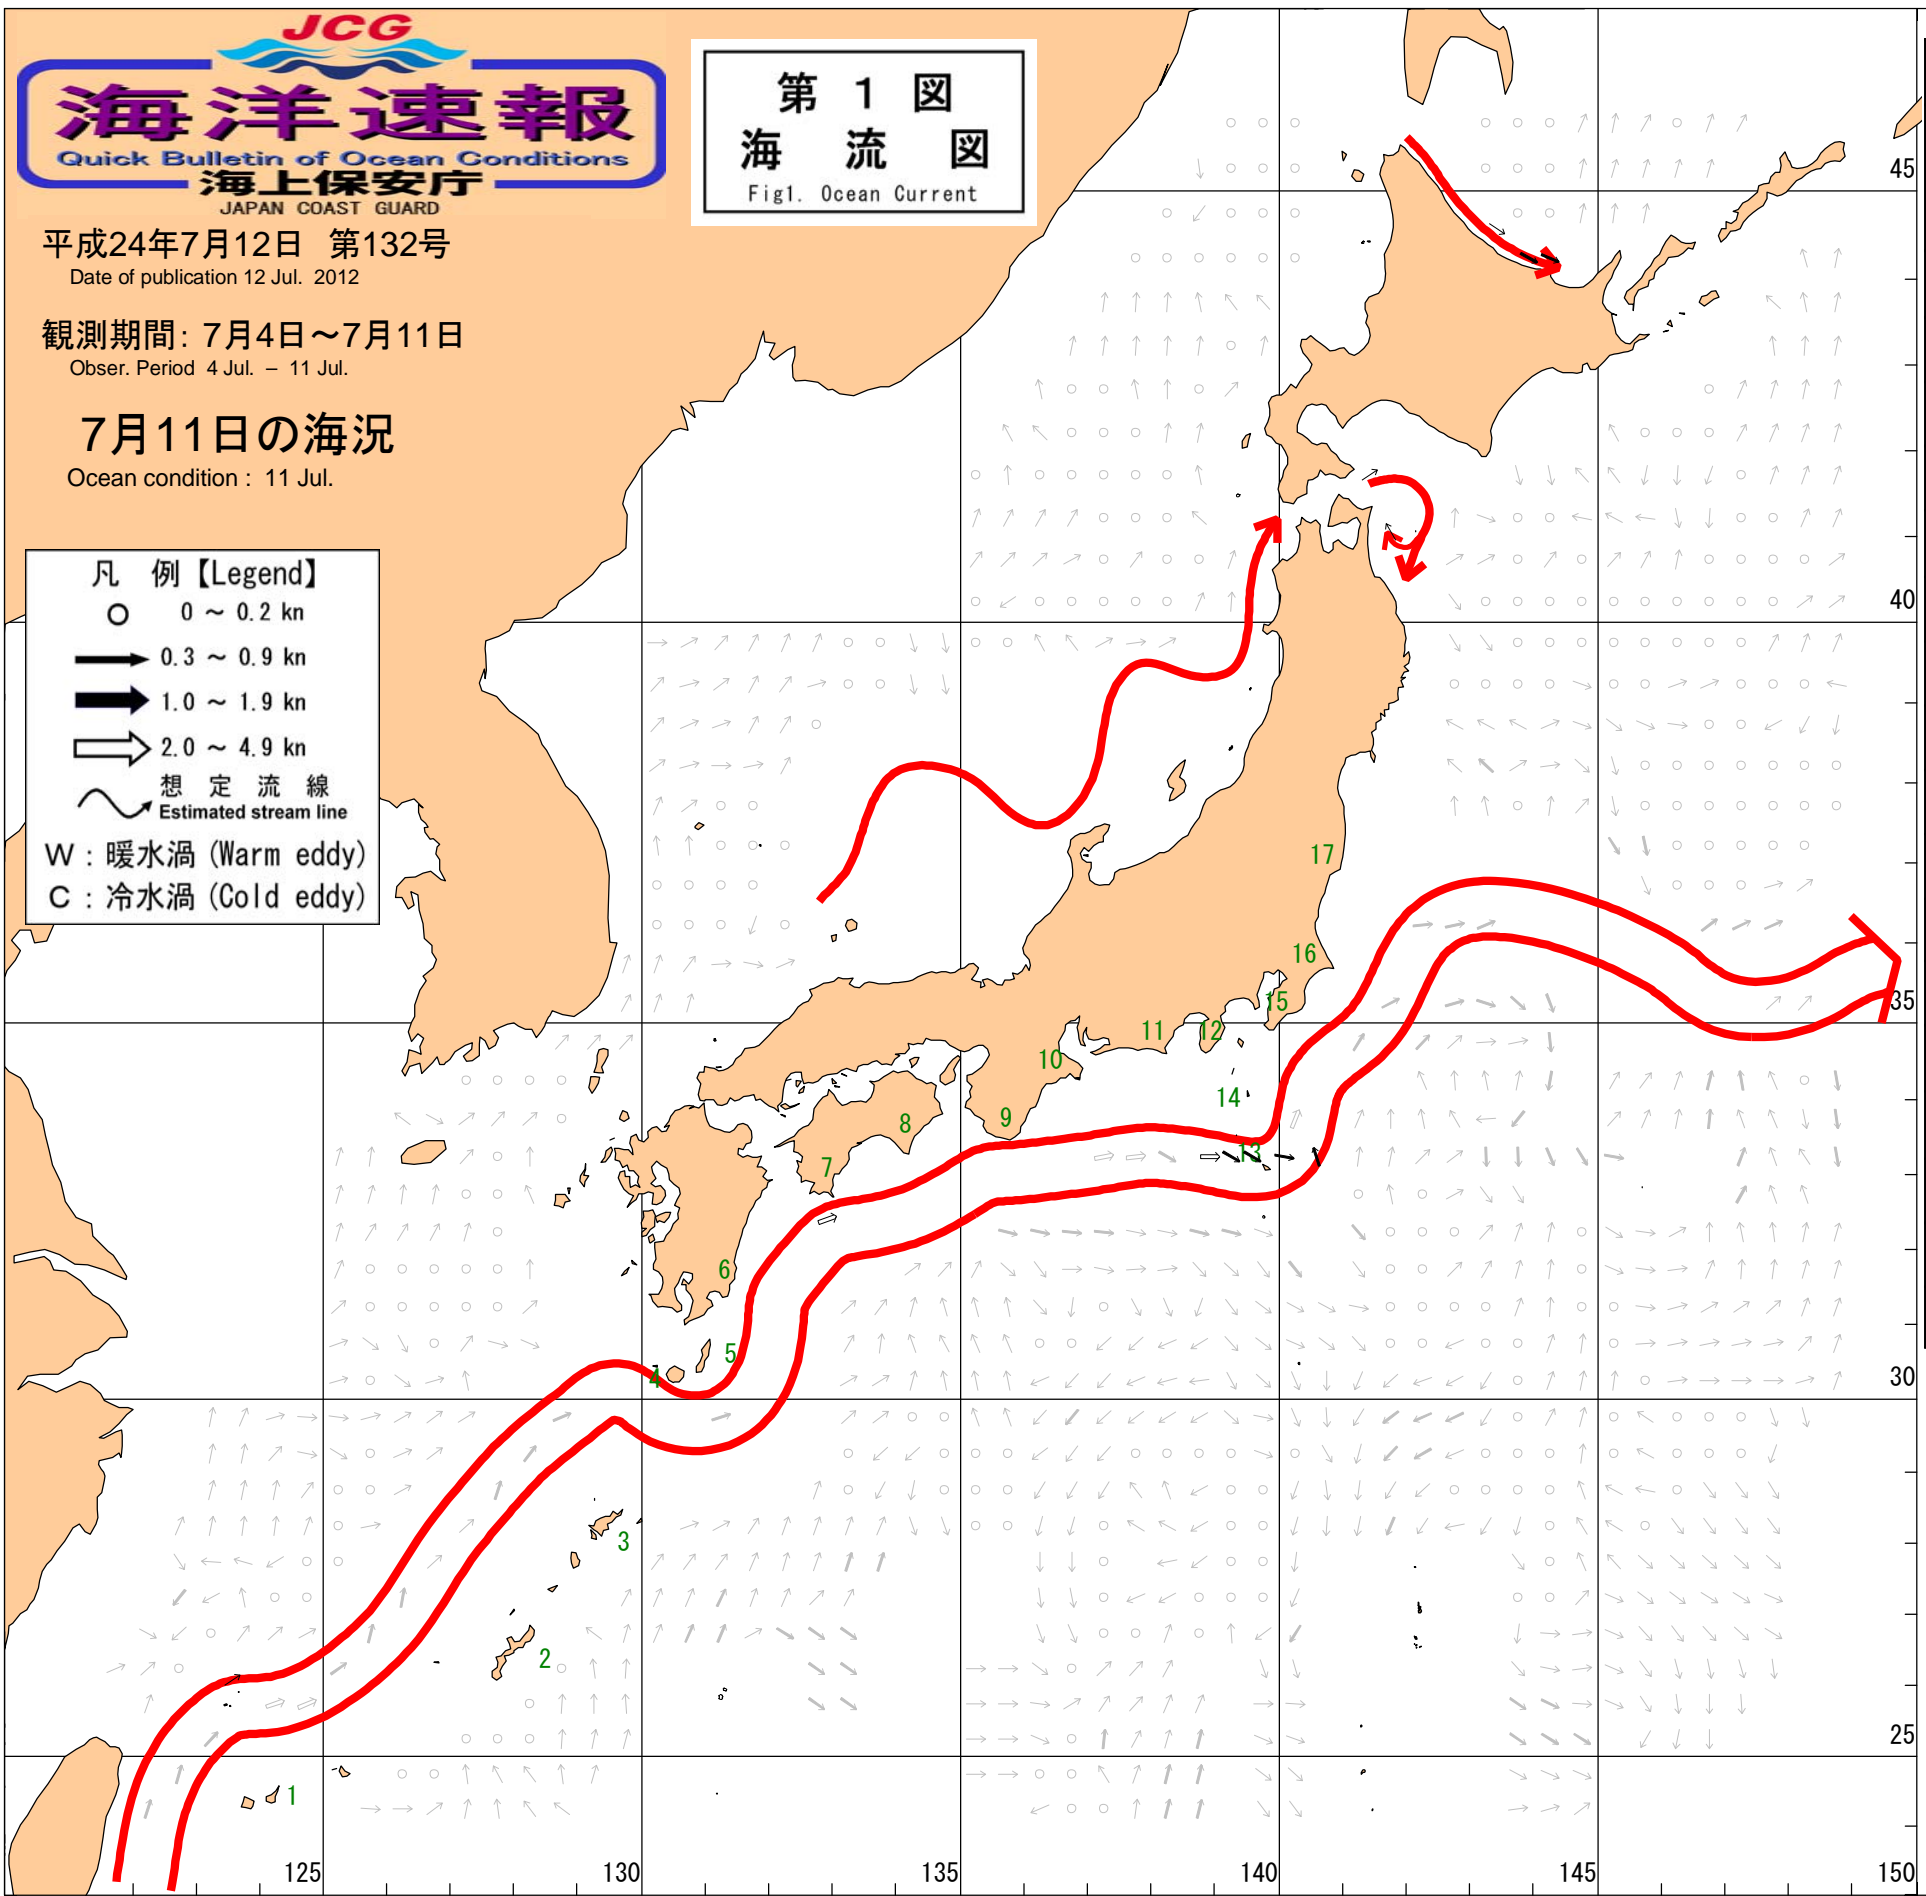 JCG
海洋速報
Quick Bulletin of Ocean Conditions
海上保安庁
JAPAN COAST GUARD
第 1 図
海 流 図
Fig1. Ocean Current
平成24年7月12日 第132号
Date of publication 12 Jul. 2012
観測期間: 7月4日～7月11日
Obser. Period 4 Jul. – 11 Jul.
7月11日の海況
Ocean condition : 11 Jul.
凡 例【Legend】
0 ～ 0.2 kn
0.3 ～ 0.9 kn
1.0 ～ 1.9 kn
2.0 ～ 4.9 kn
想 定 流 線
Estimated stream line
W : 暖水渦 (Warm eddy)
C : 冷水渦 (Cold eddy)
45
40
17
16
35
15
11
12
10
14
9
8
13
7
6
5
4
30
3
2
25
1
125
130
135
140
145
150